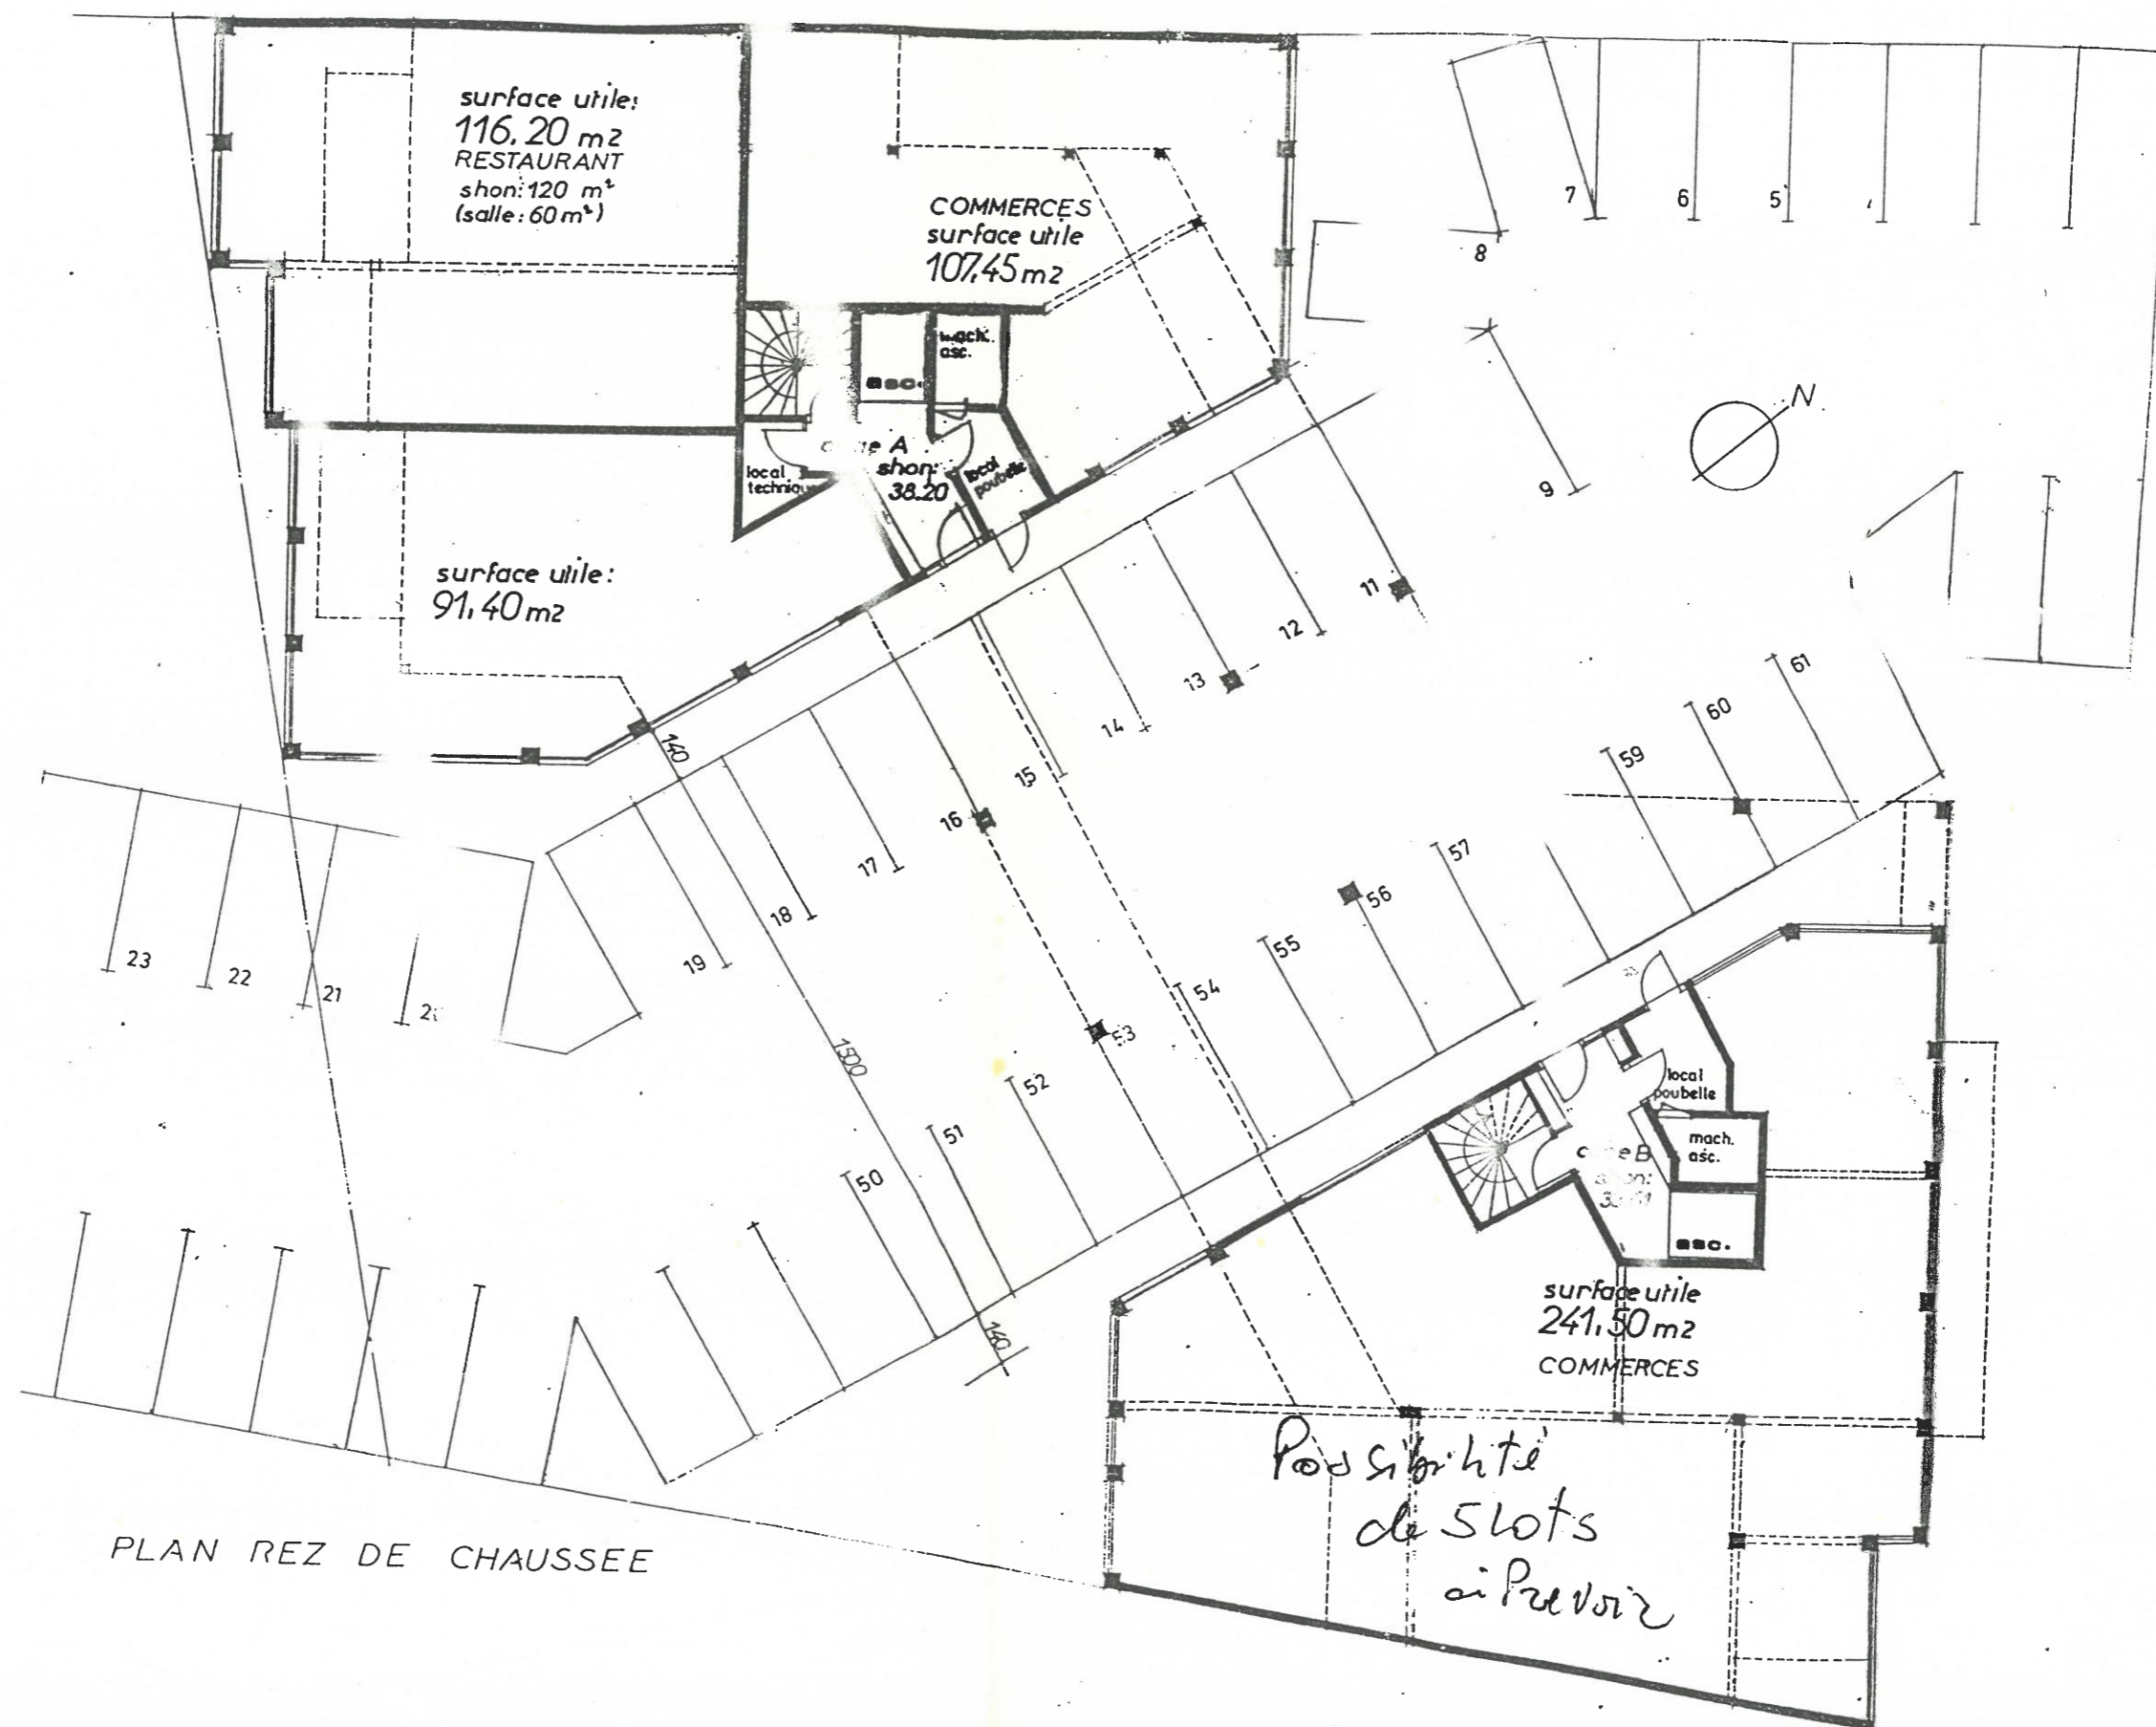 surface utile:
116.20 m2
RESTAURANT
shon: 120 m²
(salle: 60 m²)
COMMERCES
surface utile
107.45 m2
7
6
5
8
9
N
mach.
asc.
asc.
A
shon:
38.20
local
technique
local
poubelle
surface utile:
91.40 m2
11
12
13
14
15
16
17
18
19
140
1500
140
23
22
21
61
60
59
57
56
55
54
53
52
51
50
local
poubelle
mach.
asc.
B
asc.
surface utile
241.50 m2
COMMERCES
Possibilité
de 5 lots
à Prevoir
PLAN REZ DE CHAUSSEE